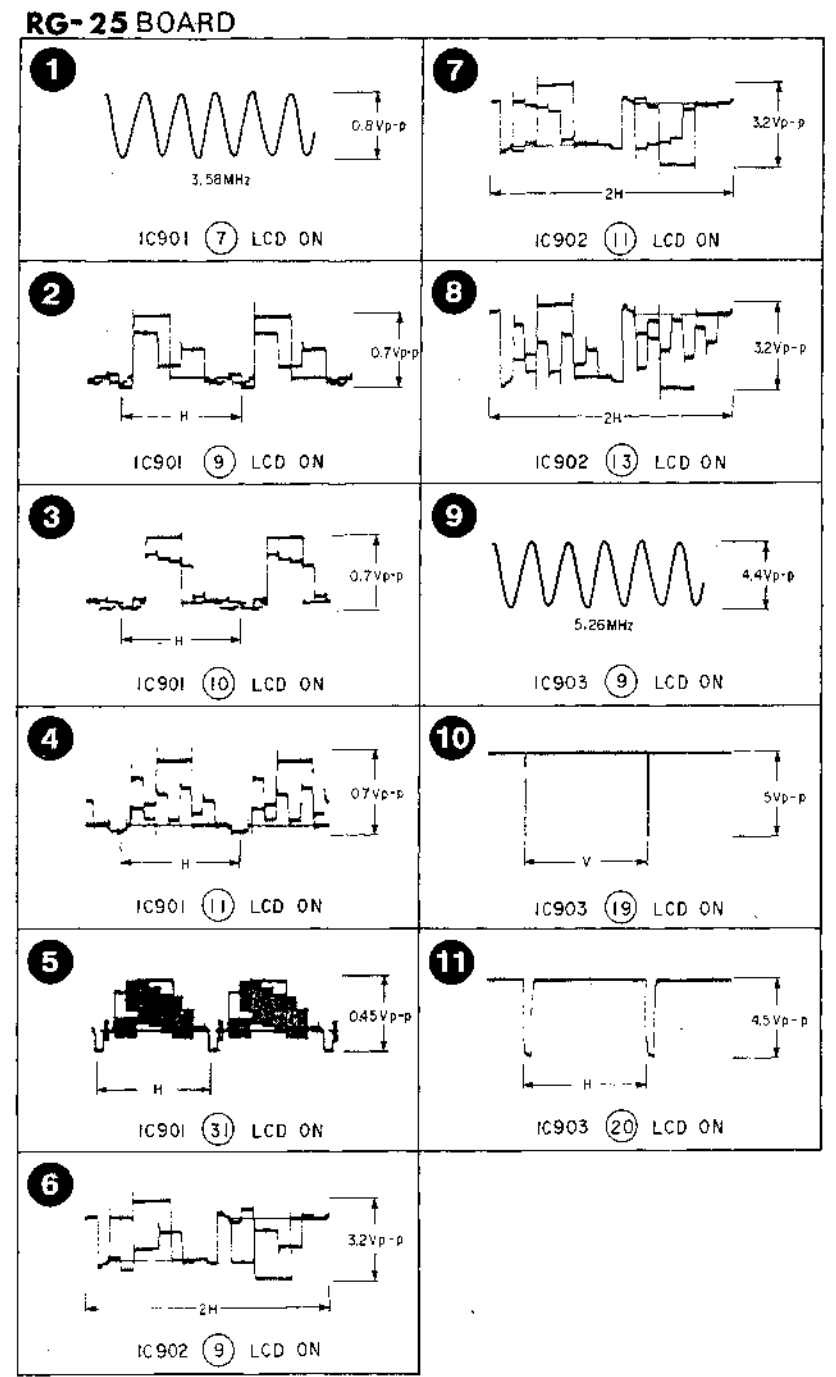 RG-25 BOARD
1
0.8Vp-p
3.58MHz
IC901 7 LCD ON
2
0.7Vp-p
H
IC901 9 LCD ON
3
0.7Vp-p
H
IC901 10 LCD ON
4
0.7Vp-p
H
IC901 11 LCD ON
5
0.45Vp-p
H
IC901 31 LCD ON
6
3.2Vp-p
2H
IC902 9 LCD ON
7
3.2Vp-p
2H
IC902 11 LCD ON
8
3.2Vp-p
2H
IC902 13 LCD ON
9
4.4Vp-p
5.26MHz
IC903 9 LCD ON
10
5Vp-p
V
IC903 19 LCD ON
11
4.5Vp-p
H
IC903 20 LCD ON